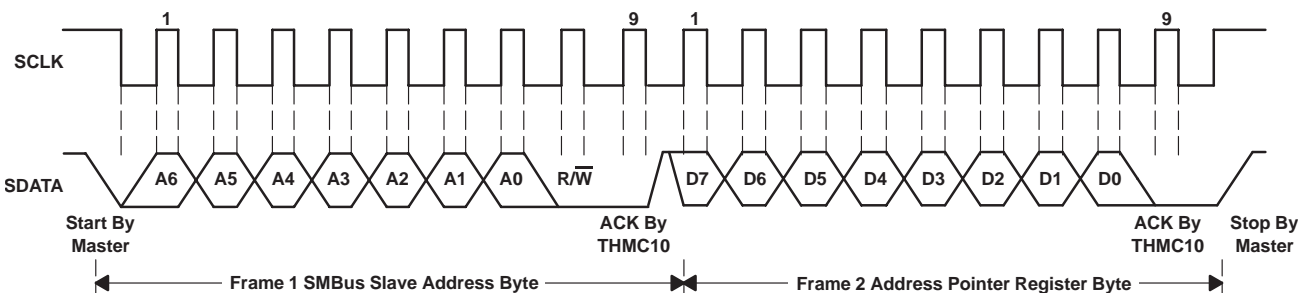 1 9 1 9
SCLK
SDATA A6 A5 A4 A3 A2 A1 A0 R/W̅ D7 D6 D5 D4 D3 D2 D1 D0
Start By ACK By ACK By Stop By
Master THMC10 THMC10 Master
Frame 1 SMBus Slave Address Byte Frame 2 Address Pointer Register Byte